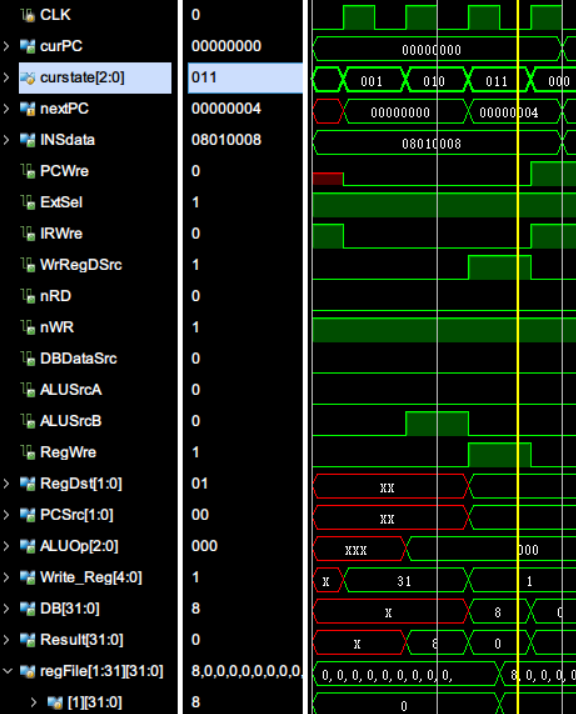 CLK 0
curPC 00000000 00000000
curstate[2:0] 011 001 010 011 000
nextPC 00000004 00000000 00000004
INSdata 08010008 08010008
PCWre 0
ExtSel 1
IRWre 0
WrRegDSrc 1
nRD 0
nWR 1
DBDataSrc 0
ALUSrcA 0
ALUSrcB 0
RegWre 1
RegDst[1:0] 01 XX
PCSrc[1:0] 00 XX
ALUOp[2:0] 000 XXX 000
Write_Reg[4:0] 1 X 31 1
DB[31:0] 8 X 8 0
Result[31:0] 0 X 8 0
regFile[1:31][31:0] 8,0,0,0,0,0,0,0,0, 0, 0, 0, 0, 0, 0, 0, 0, 0, 8, 0, 0, 0, 0
[1][31:0] 8 0